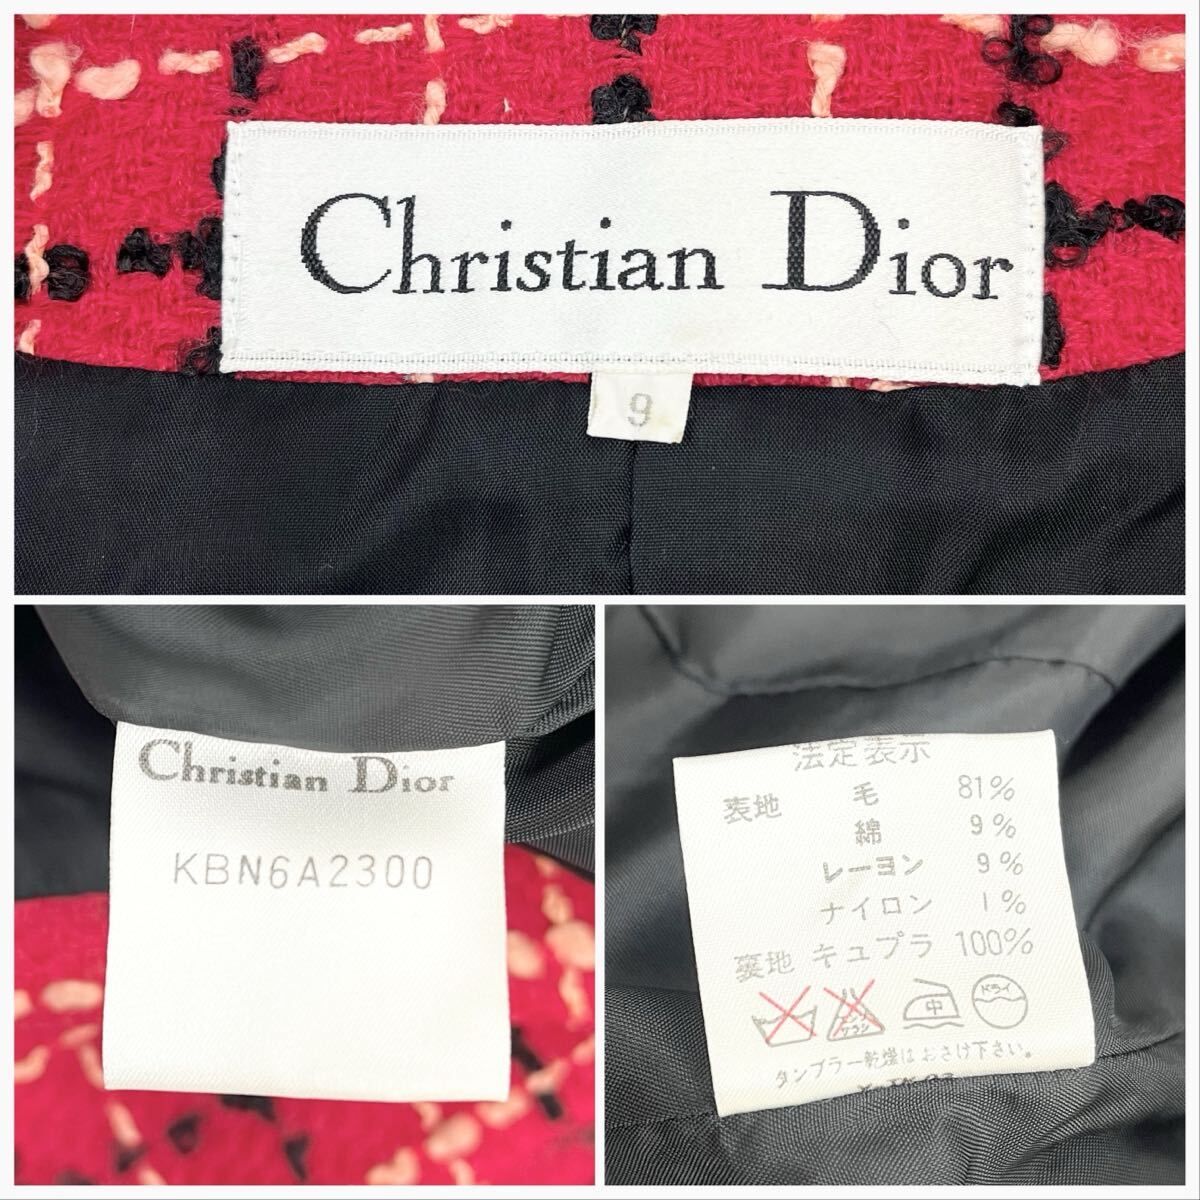 Christian Dior
9
Christian Dior
KBN6A2300
法定表示
表地 毛 81%
綿 9%
レーヨン 9%
ナイロン 1%
裏地 キュプラ 100%
中 ドライ
タンブラー乾燥はおさけ下さい。